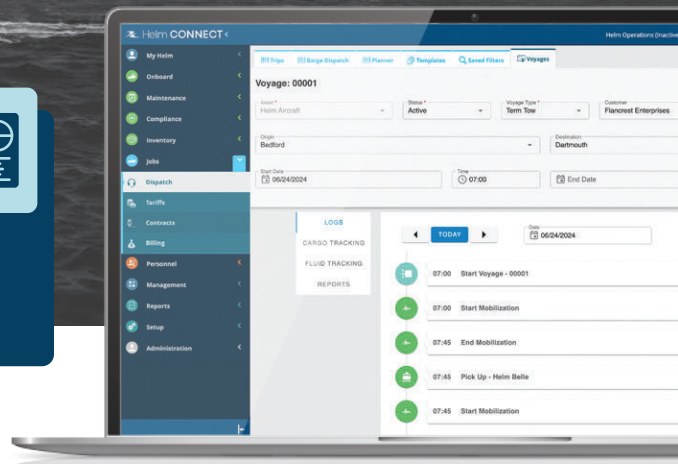 Helm CONNECT
Helm Operations (Inactive
My Helm
Onboard
Maintenance
Compliance
Inventory
Jobs
Dispatch
Tariffs
Contracts
Billing
Personnel
Management
Reports
Setup
Administration
Trips Barge Dispatch Planner Templates Saved Filters Voyages
Voyage: 00001
Asset * Status * Voyage Type * Customer
Helm Aircraft Active Term Tow Flancrest Enterprises
Origin Destination
Bedford Dartmouth
Start Date Time
06/24/2024 07:00 End Date
LOGS
CARGO TRACKING
FLUID TRACKING
REPORTS
TODAY
Date
06/24/2024
07:00 Start Voyage - 00001
07:00 Start Mobilization
07:45 End Mobilization
07:45 Pick Up - Helm Belle
07:45 Start Mobilization